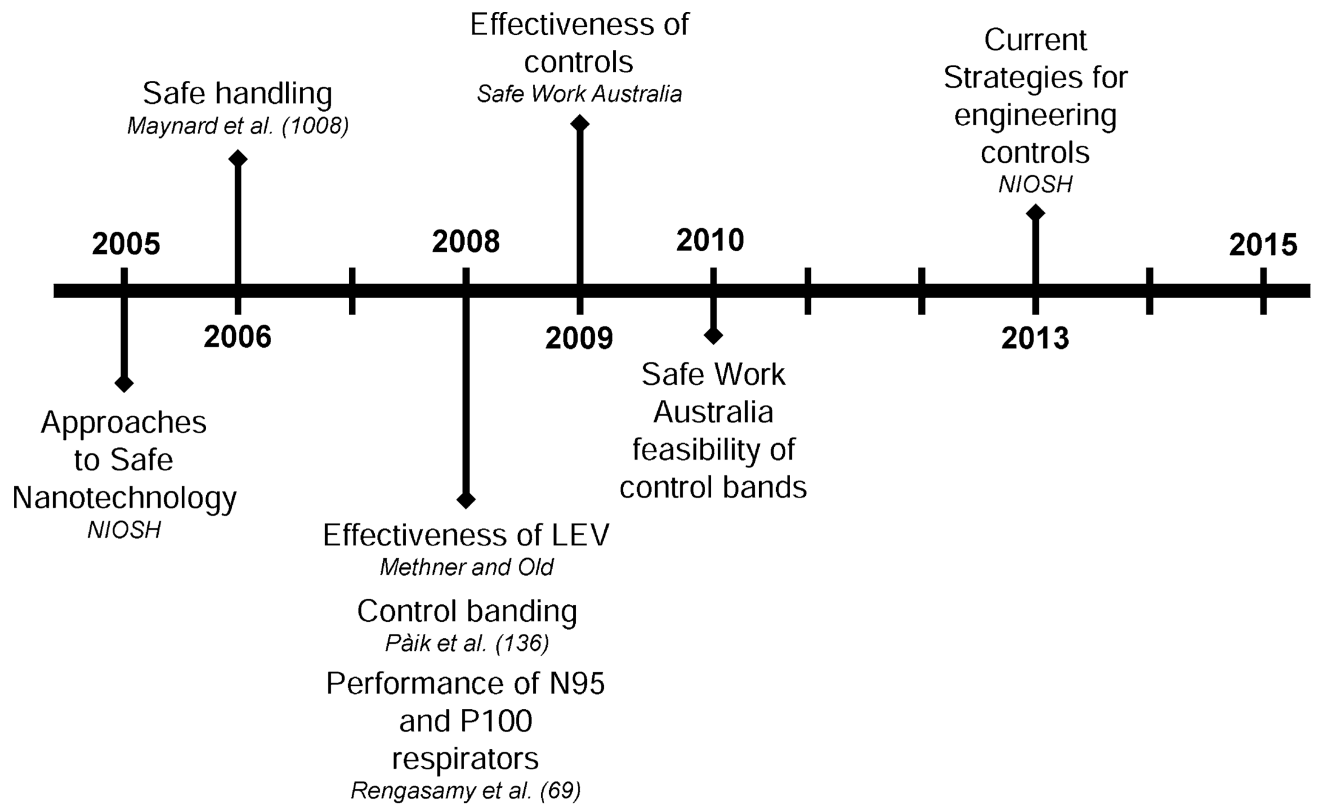 Effectiveness of
controls
Safe Work Australia
Current
Strategies for
engineering
controls
NIOSH
Safe handling
Maynard et al. (1008)
2005
2008
2010
2015
2006
2009
2013
Approaches
to Safe
Nanotechnology
NIOSH
Safe Work
Australia
feasibility of
control bands
Effectiveness of LEV
Methner and Old
Control banding
Pàik et al. (136)
Performance of N95
and P100
respirators
Rengasamy et al. (69)